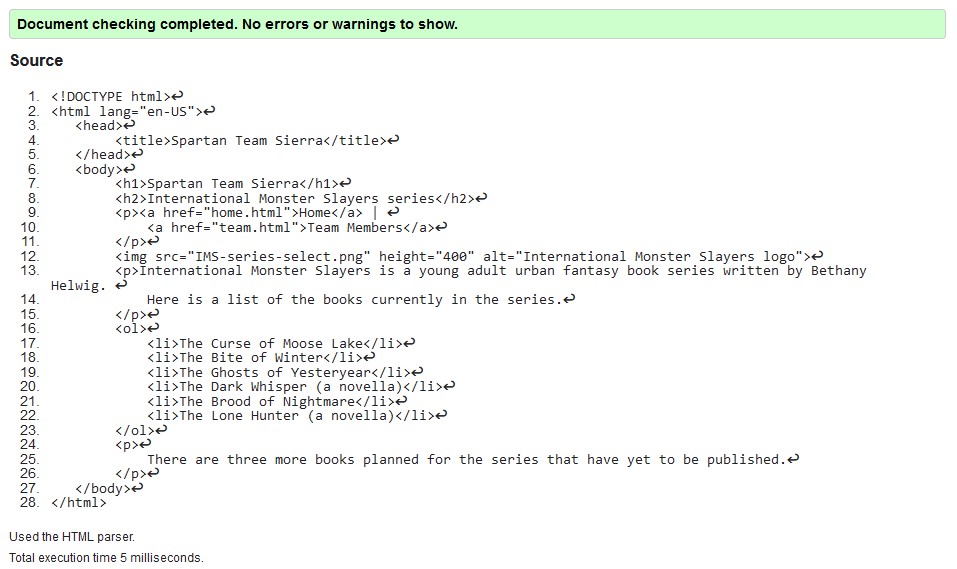 Document checking completed. No errors or warnings to show.
Source
1. <!DOCTYPE html>↩
2. <html lang="en-US">↩
3. <head>↩
4. <title>Spartan Team Sierra</title>↩
5. </head>↩
6. <body>↩
7. <h1>Spartan Team Sierra</h1>↩
8. <h2>International Monster Slayers series</h2>↩
9. <p><a href="home.html">Home</a> | ↩
10. <a href="team.html">Team Members</a>↩
11. </p>↩
12. <img src="IMS-series-select.png" height="400" alt="International Monster Slayers logo">↩
13. <p>International Monster Slayers is a young adult urban fantasy book series written by Bethany
Helwig. ↩
14. Here is a list of the books currently in the series.↩
15. </p>↩
16. <ol>↩
17. <li>The Curse of Moose Lake</li>↩
18. <li>The Bite of Winter</li>↩
19. <li>The Ghosts of Yesteryear</li>↩
20. <li>The Dark Whisper (a novella)</li>↩
21. <li>The Brood of Nightmare</li>↩
22. <li>The Lone Hunter (a novella)</li>↩
23. </ol>↩
24. <p>↩
25. There are three more books planned for the series that have yet to be published.↩
26. </p>↩
27. </body>↩
28. </html>
Used the HTML parser.
Total execution time 5 milliseconds.